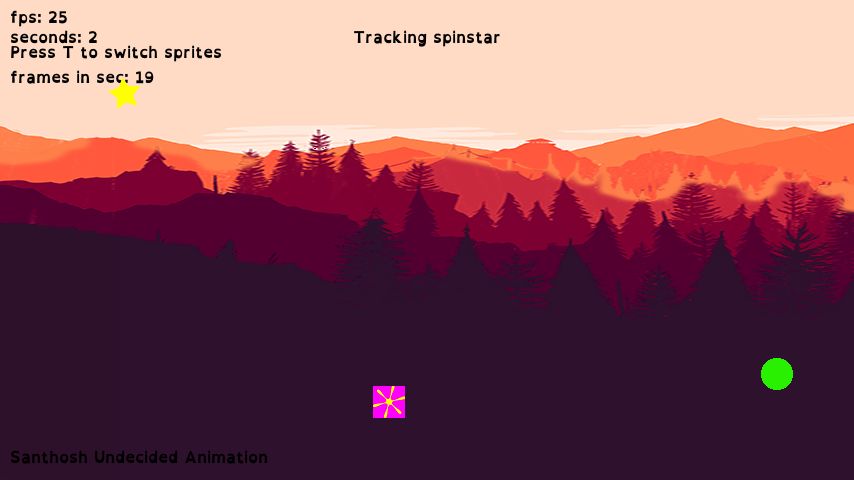 fps: 25
seconds: 2
Tracking spinstar
Press T to switch sprites
frames in sec: 19
Santhosh Undecided Animation